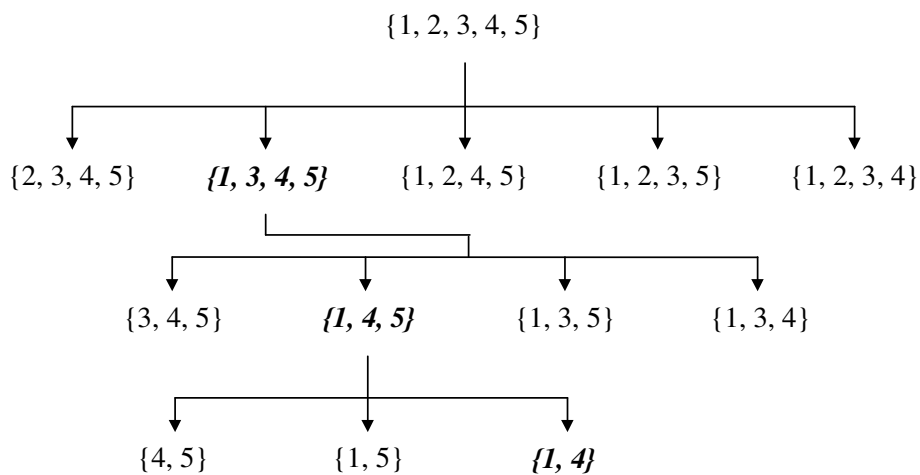 {1, 2, 3, 4, 5}
{2, 3, 4, 5} {1, 3, 4, 5} {1, 2, 4, 5} {1, 2, 3, 5} {1, 2, 3, 4}
{3, 4, 5} {1, 4, 5} {1, 3, 5} {1, 3, 4}
{4, 5} {1, 5} {1, 4}